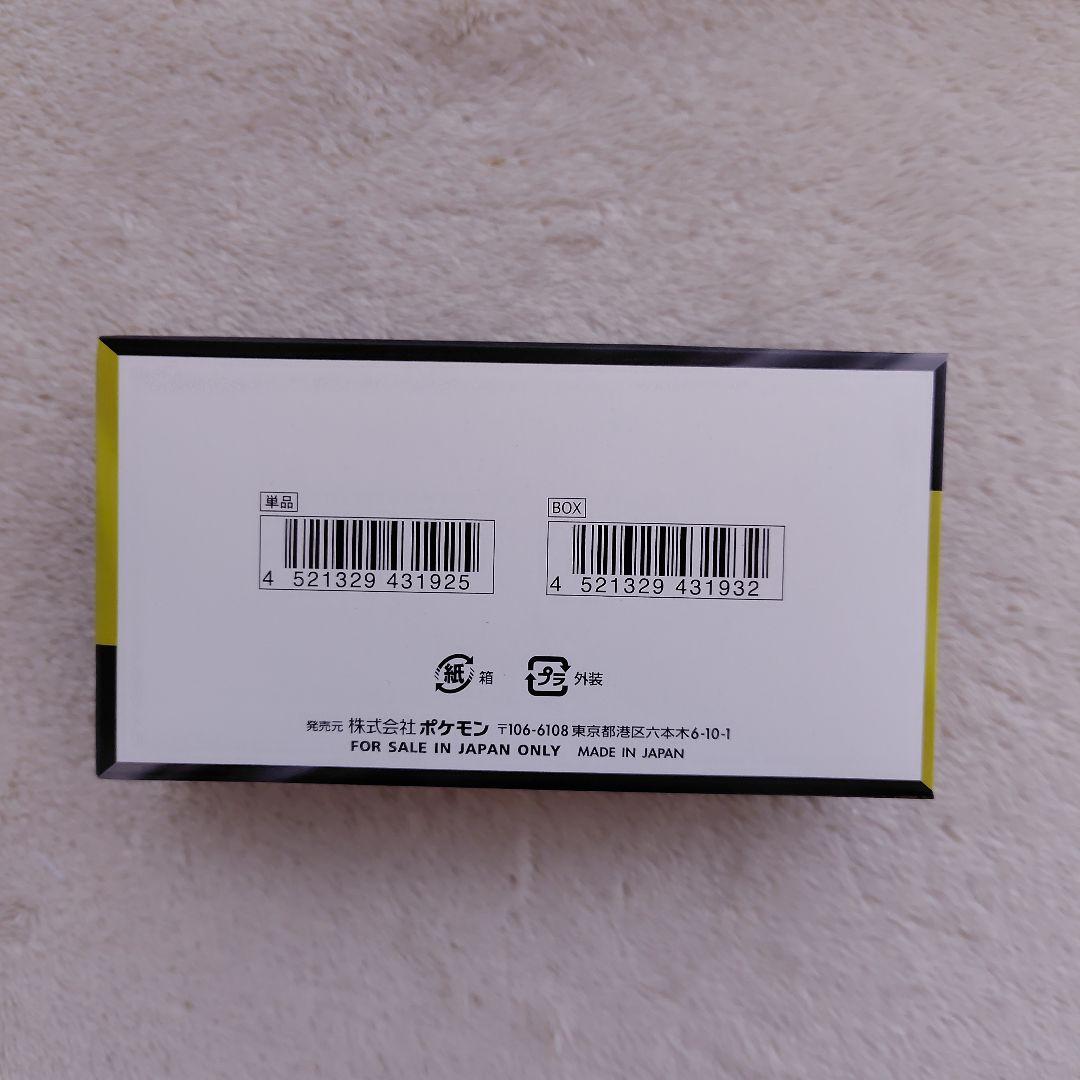 単品
BOX
4 521329 431925
4 521329 431932
紙 箱
プラ 外装
発売元 株式会社ポケモン 〒106-6108 東京都港区六本木6-10-1
FOR SALE IN JAPAN ONLY MADE IN JAPAN